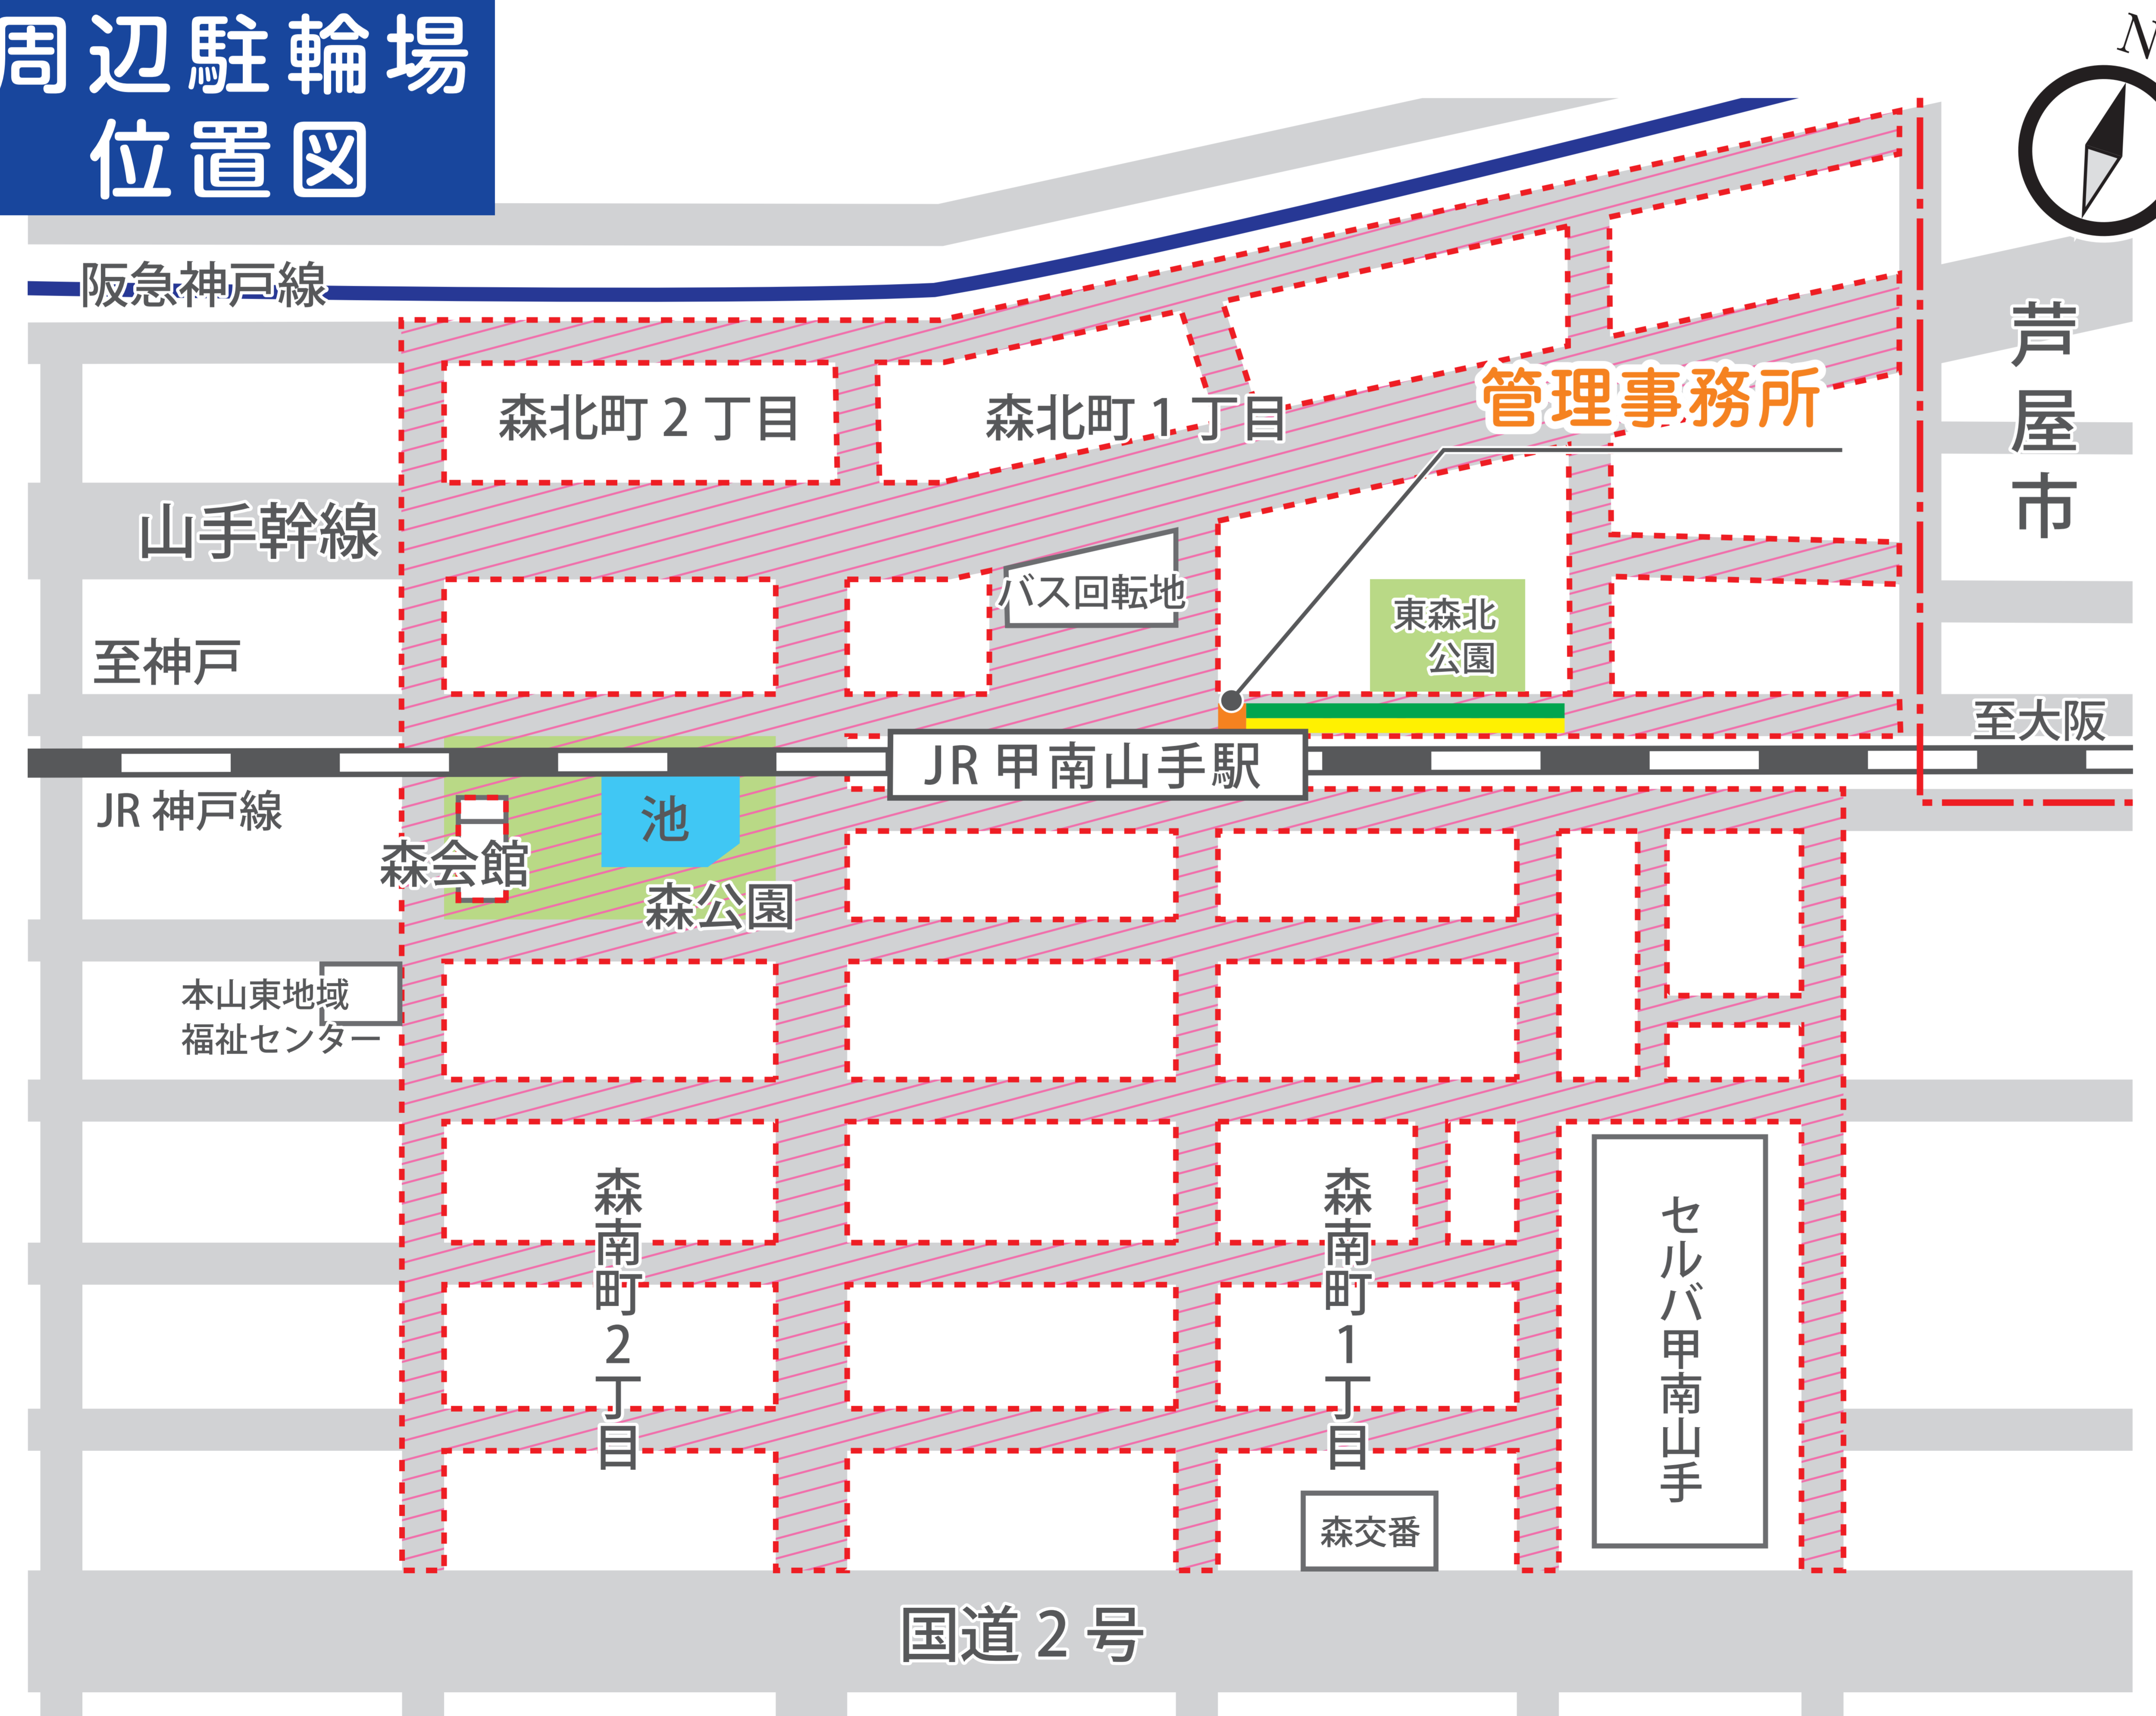 周辺駐輪場
位置図
N
阪急神戸線
森北町2丁目
森北町1丁目
管理事務所
芦屋市
山手幹線
バス回転地
東森北
公園
至神戸
至大阪
JR甲南山手駅
JR神戸線
池
森会館
森公園
本山東地域
福祉センター
森南町2丁目
森南町1丁目
セルバ甲南山手
森交番
国道2号